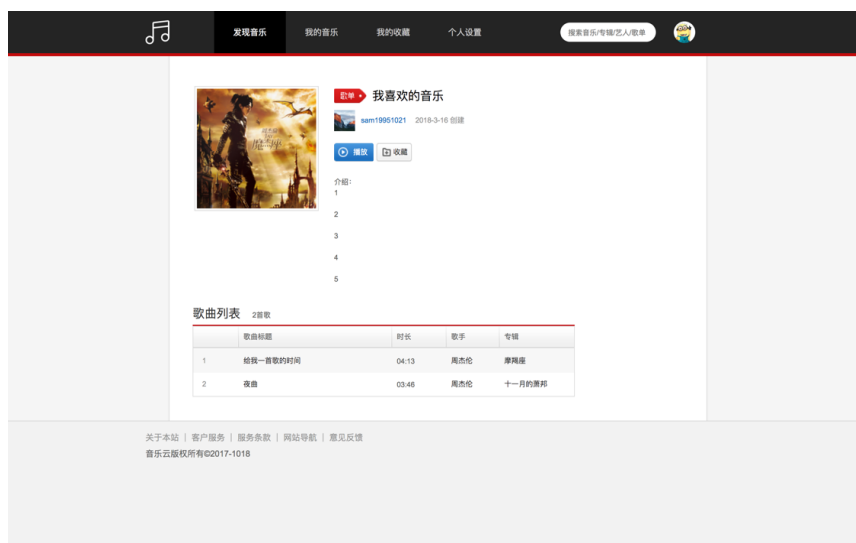 发现音乐 我的音乐 我的收藏 个人设置 搜索音乐/专辑/艺人/歌单
歌单 我喜欢的音乐
sam19951021 2018-3-16 创建
播放 收藏
介绍:
1
2
3
4
5
歌曲列表 2首歌
歌曲标题 时长 歌手 专辑
1 给我一首歌的时间 04:13 周杰伦 摩羯座
2 夜曲 03:46 周杰伦 十一月的萧邦
关于本站 | 客户服务 | 服务条款 | 网站导航 | 意见反馈
音乐云版权所有©2017-1018